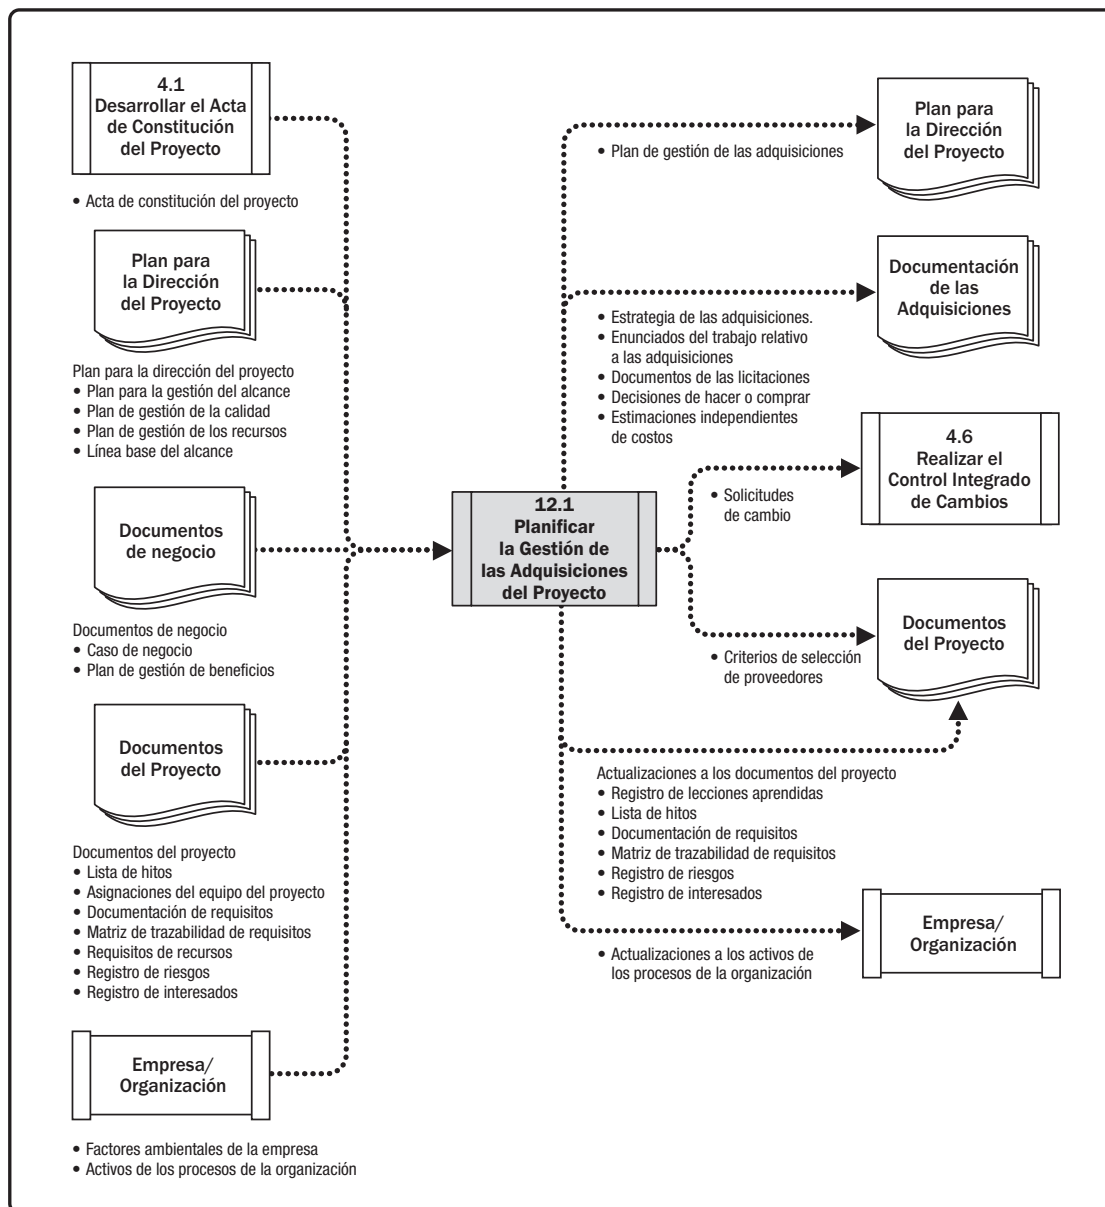 4.1
Desarrollar el Acta
de Constitución
del Proyecto
• Acta de constitución del proyecto
Plan para
la Dirección
del Proyecto
Plan para la dirección del proyecto
• Plan para la gestión del alcance
• Plan de gestión de la calidad
• Plan de gestión de los recursos
• Línea base del alcance
Documentos
de negocio
Documentos de negocio
• Caso de negocio
• Plan de gestión de beneficios
Documentos
del Proyecto
Documentos del proyecto
• Lista de hitos
• Asignaciones del equipo del proyecto
• Documentación de requisitos
• Matriz de trazabilidad de requisitos
• Requisitos de recursos
• Registro de riesgos
• Registro de interesados
Empresa/
Organización
• Factores ambientales de la empresa
• Activos de los procesos de la organización
12.1
Planificar
la Gestión de
las Adquisiciones
del Proyecto
• Plan de gestión de las adquisiciones
Plan para
la Dirección
del Proyecto
• Estrategia de las adquisiciones.
• Enunciados del trabajo relativo
a las adquisiciones
• Documentos de las licitaciones
• Decisiones de hacer o comprar
• Estimaciones independientes
de costos
Documentación
de las
Adquisiciones
• Solicitudes
de cambio
4.6
Realizar el
Control Integrado
de Cambios
• Criterios de selección
de proveedores
Documentos
del Proyecto
Actualizaciones a los documentos del proyecto
• Registro de lecciones aprendidas
• Lista de hitos
• Documentación de requisitos
• Matriz de trazabilidad de requisitos
• Registro de riesgos
• Registro de interesados
• Actualizaciones a los activos de
los procesos de la organización
Empresa/
Organización